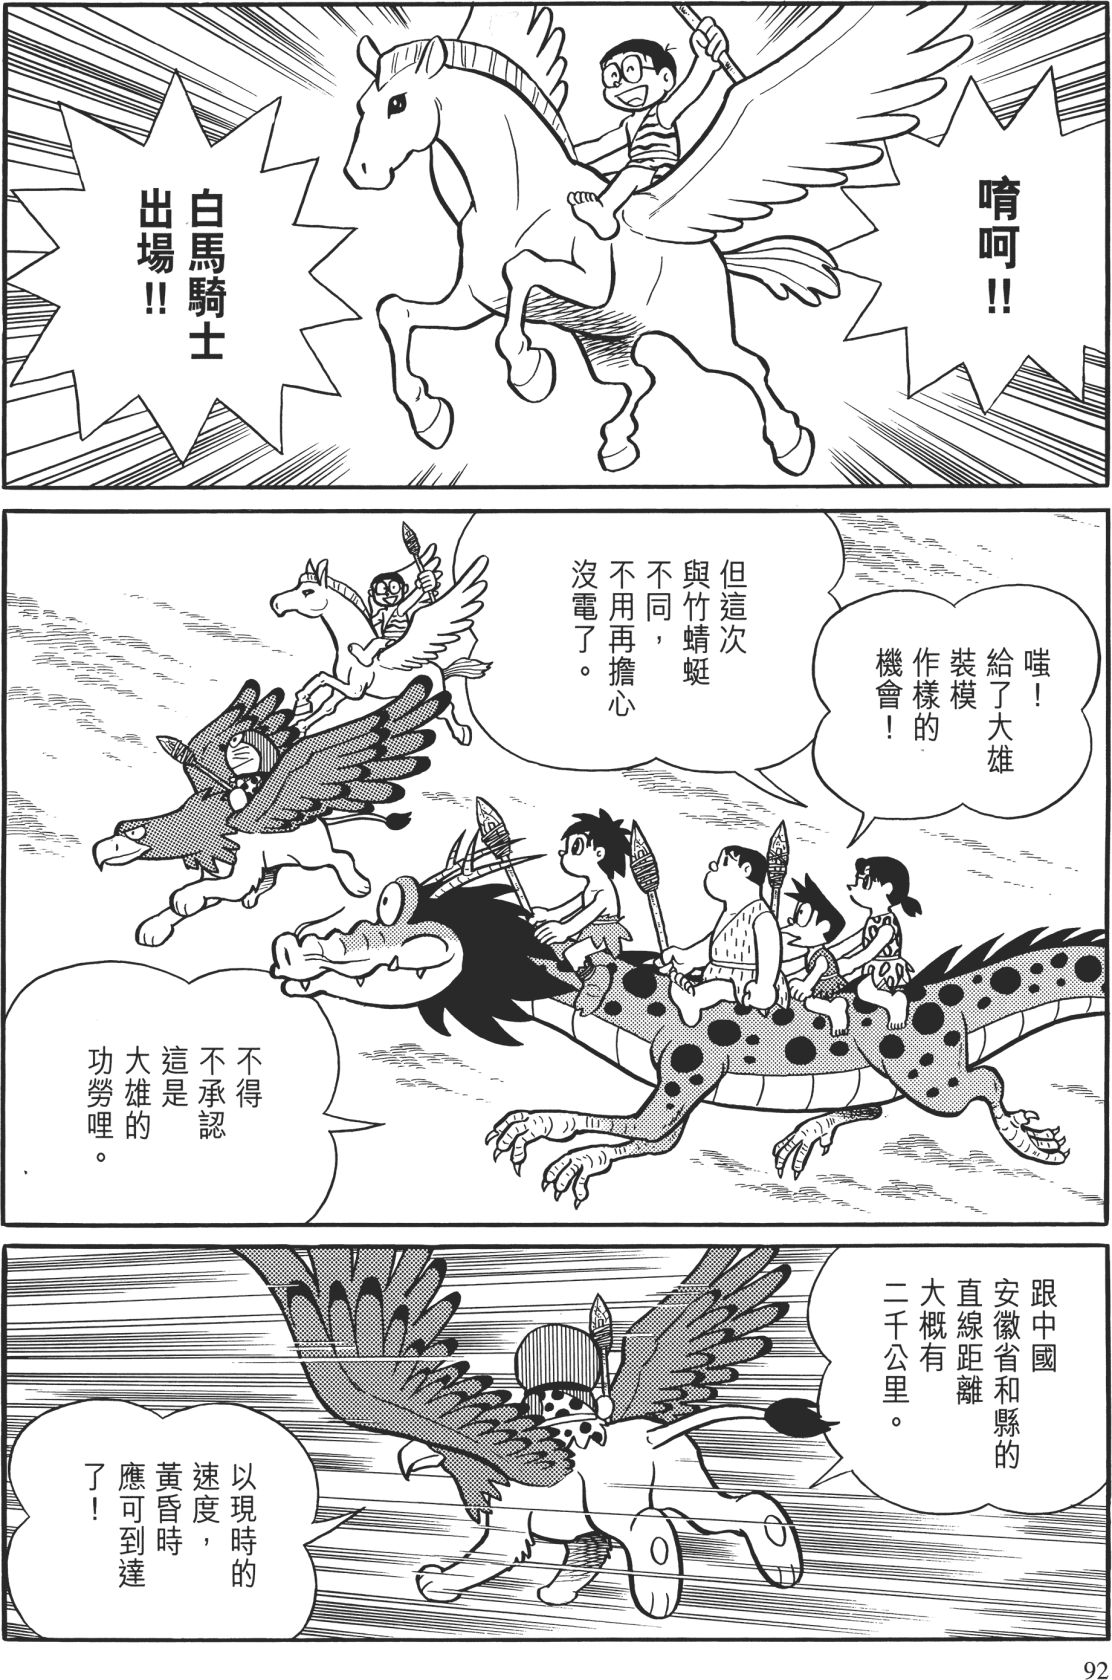 唷呵!!
白馬騎士
出場!!
嗤！
給了大雄
裝模
作樣的
機會！
但這次
與竹蜻蜓
不同，
不用再擔心
沒電了。
不得
不承認
這是
大雄的
功勞哩。
跟中國
安徽省和縣的
直線距離
大概有
二千公里。
以現時的
速度，
黃昏時
應可到達
了！
92